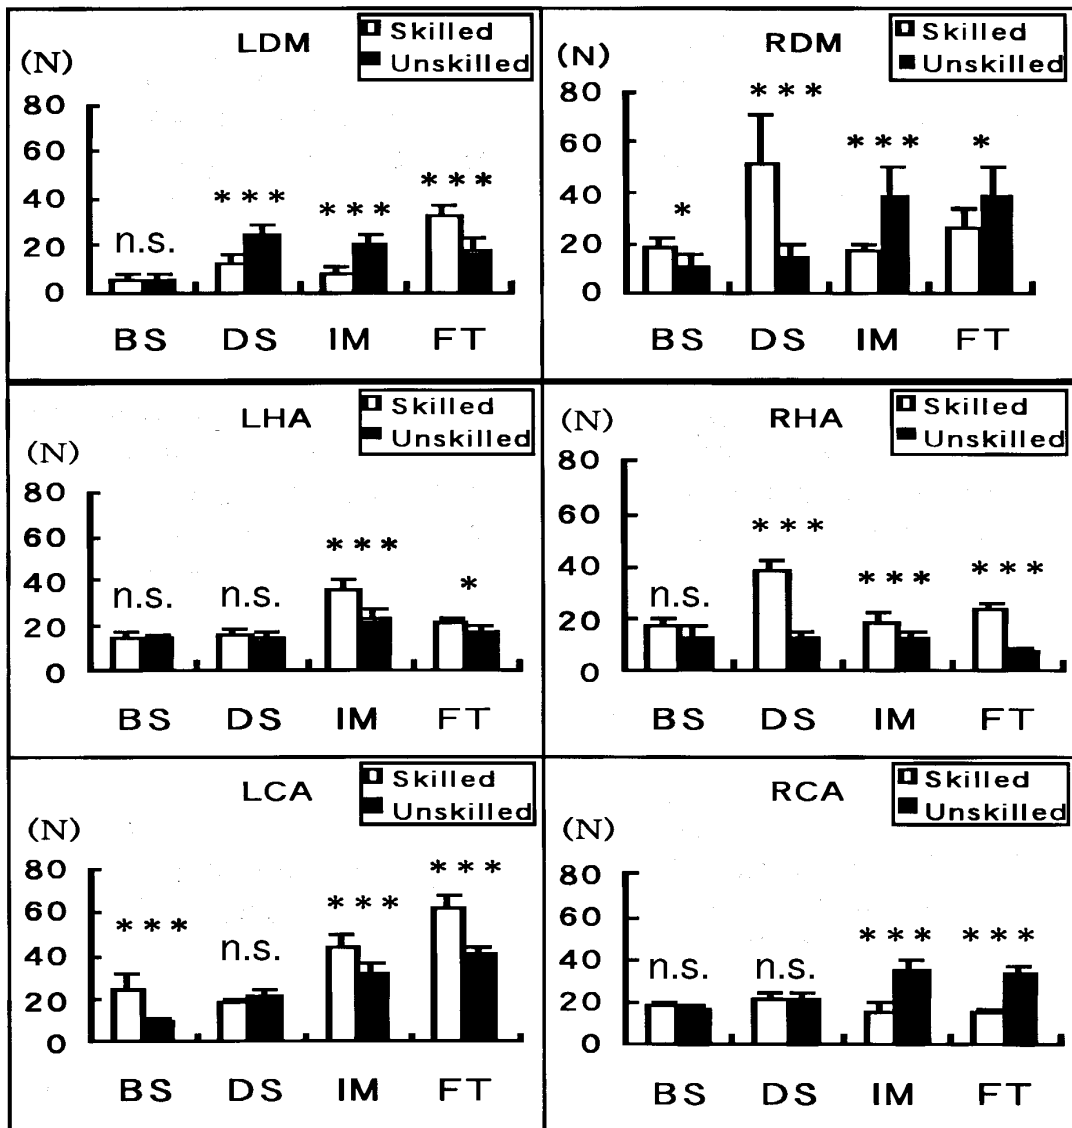 LDM
Skilled
Unskilled
(N)
80
60
40
20
0
n.s.
***
***
***
BS DS IM FT
RDM
Skilled
Unskilled
(N)
80
60
40
20
0
*
***
***
*
BS DS IM FT
LHA
Skilled
Unskilled
(N)
80
60
40
20
0
n.s.
n.s.
***
*
BS DS IM FT
RHA
Skilled
Unskilled
(N)
80
60
40
20
0
n.s.
***
***
***
BS DS IM FT
LCA
Skilled
Unskilled
(N)
80
60
40
20
0
***
n.s.
***
***
BS DS IM FT
RCA
Skilled
Unskilled
(N)
80
60
40
20
0
n.s.
n.s.
***
***
BS DS IM FT